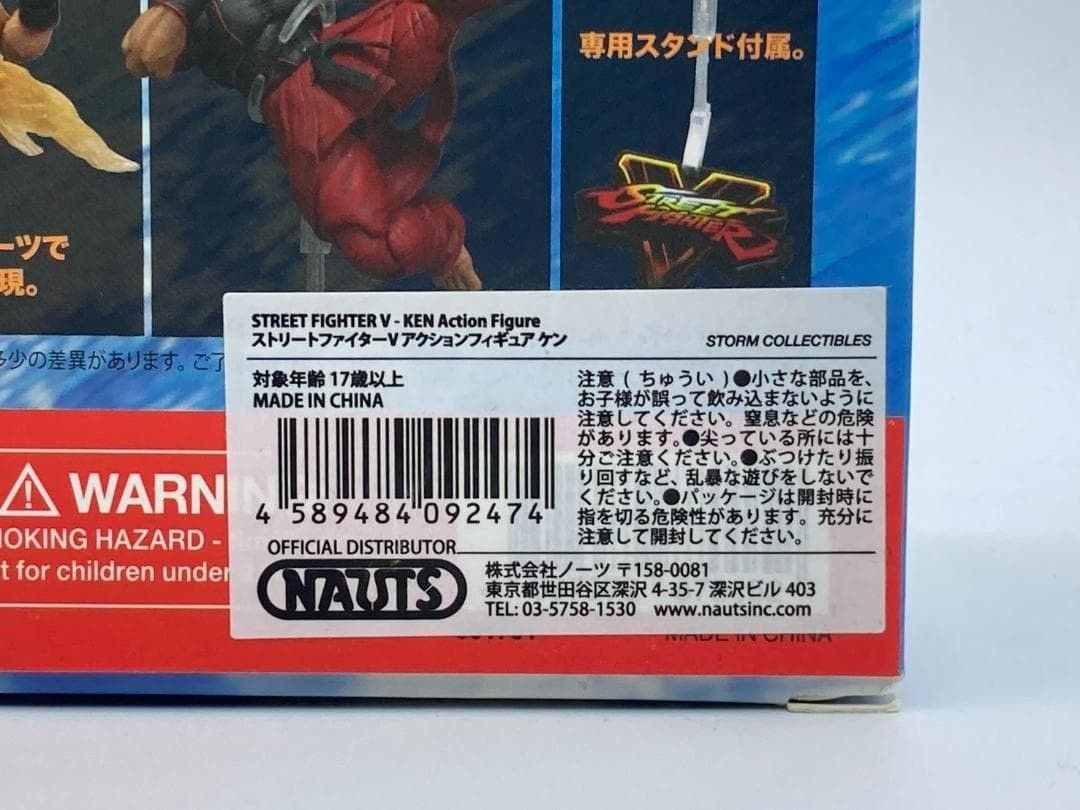 専用スタンド付属。
STREET
FIGHTER
V
ーツで
現。
多少の差異があります。ご了
STREET FIGHTER V - KEN Action Figure
ストリートファイターV アクションフィギュア ケン
STORM COLLECTIBLES
対象年齢 17歳以上
MADE IN CHINA
4 589484 092474
注意 ( ちゅうい ) ●小さな部品を、
お子様が誤って飲み込まないように
注意してください。窒息などの危険
があります。●尖っている所には十
分ご注意ください。●ぶつけたり振
り回すなど、乱暴な遊びをしないで
ください。●パッケージは開封時に
指を切る危険性があります。充分に
注意して開封してください。
OFFICIAL DISTRIBUTOR
NAUTS
株式会社ノーツ 〒158-0081
東京都世田谷区深沢 4-35-7 深沢ビル 403
TEL: 03-5758-1530 www.nautsinc.com
WARNIN
HOKING HAZARD -
t for children under
MADE IN CHINA